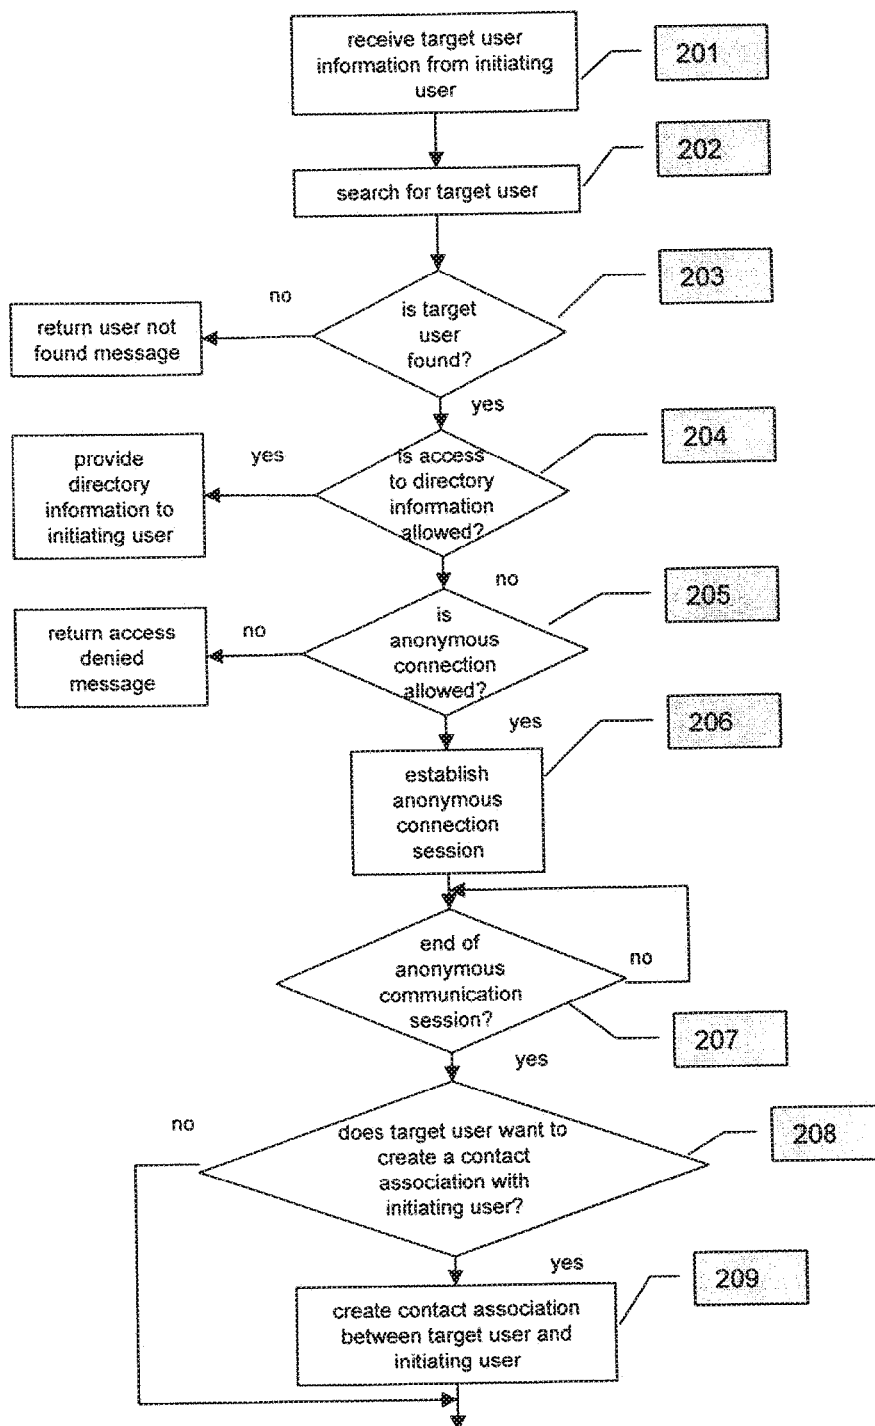 receive target user
information from initiating
user
201
search for target user
202
is target
user
found?
203
no
return user not
found message
yes
is access
to directory
information
allowed?
204
yes
provide
directory
information to
initiating user
no
is
anonymous
connection
allowed?
205
no
return access
denied
message
yes
206
establish
anonymous
connection
session
end of
anonymous
communication
session?
no
207
yes
no
does target user want to
create a contact
association with
initiating user?
208
yes
create contact association
between target user and
initiating user
209